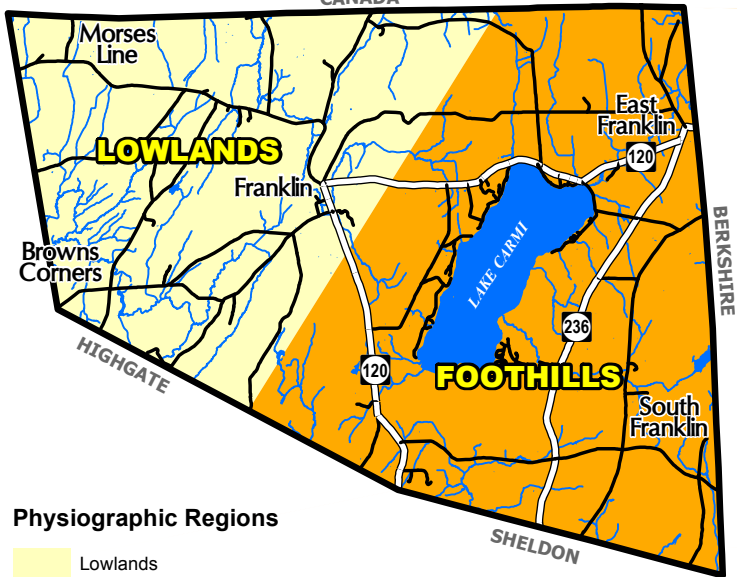 CANADA
Morses
Line
East
Franklin
LOWLANDS
120
Franklin
BERKSHIRE
LAKE CARMI
Browns
Corners
236
HIGHGATE
120
FOOTHILLS
South
Franklin
SHELDON
Physiographic Regions
Lowlands